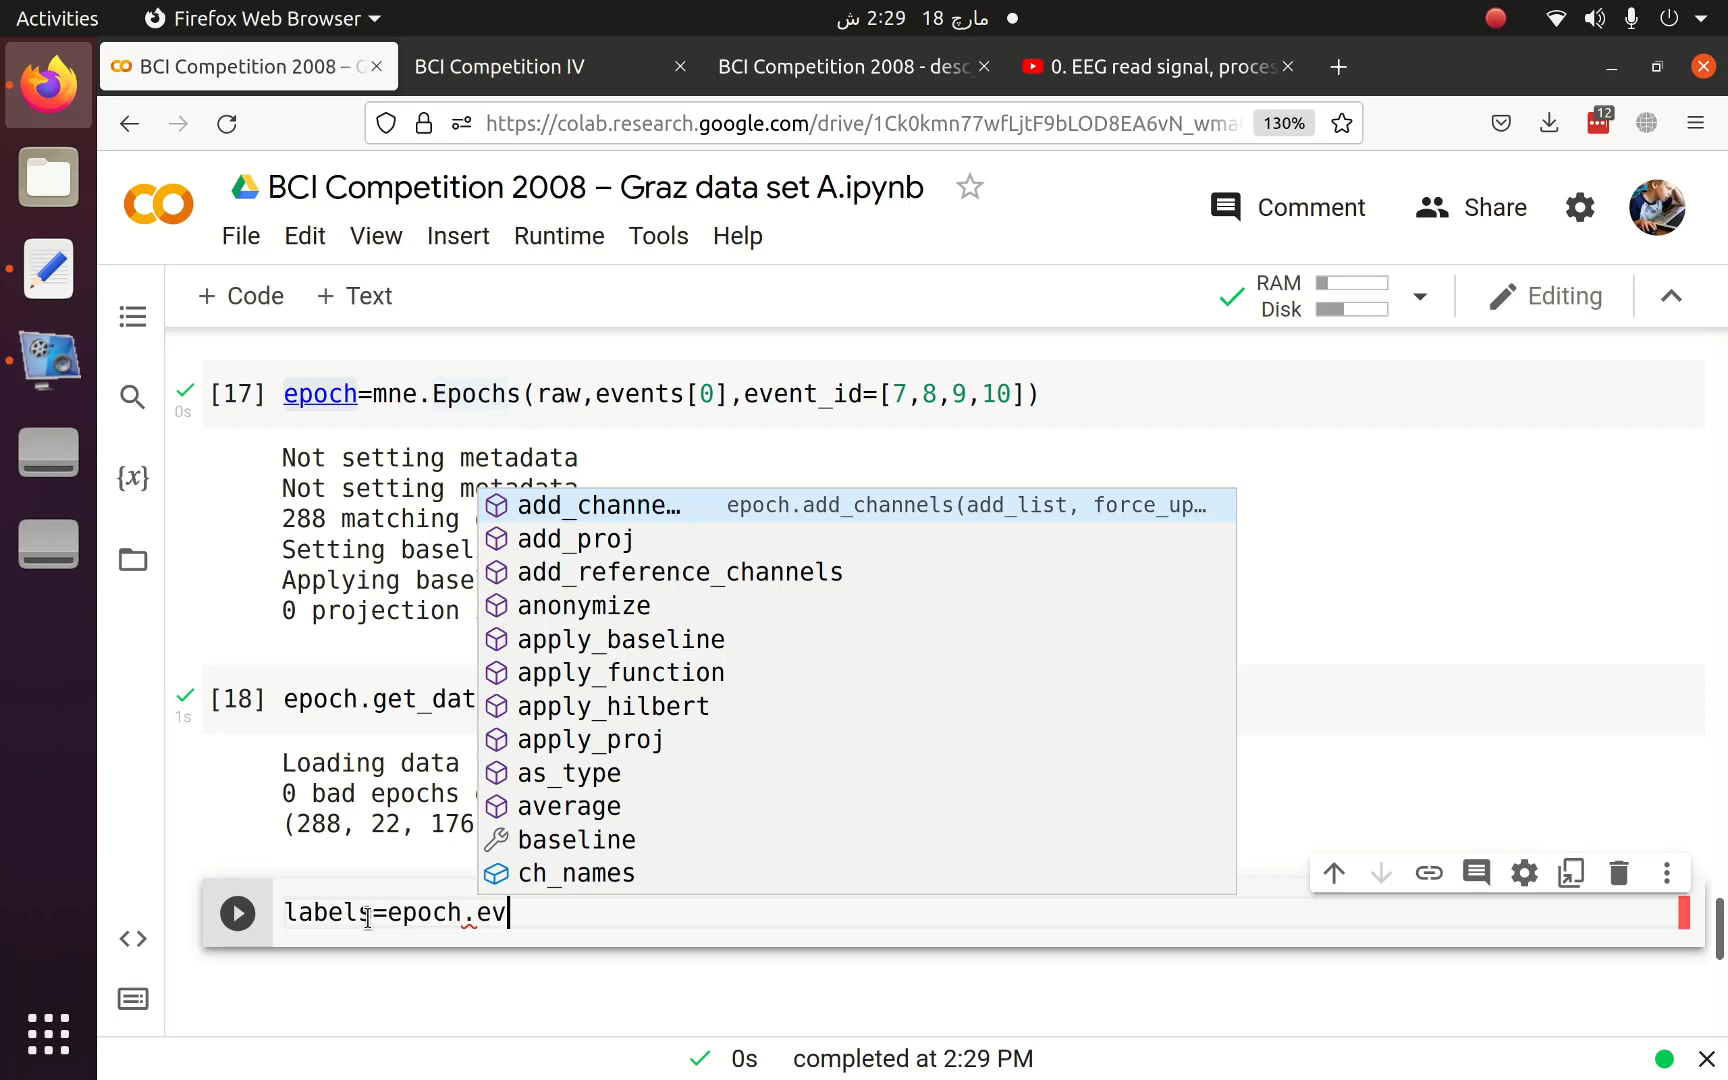 Activities
Firefox Web Browser
مارچ 18 2:29 ش
BCI Competition 2008 – G
BCI Competition IV
BCI Competition 2008 - desc
0. EEG read signal, proces
https://colab.research.google.com/drive/1Ck0kmn77wfLjtF9bLOD8EA6vN_wma
130%
12
BCI Competition 2008 – Graz data set A.ipynb
File Edit View Insert Runtime Tools Help
Comment
Share
+ Code + Text
RAM
Disk
Editing
{x}
0s
[17] epoch=mne.Epochs(raw,events[0],event_id=[7,8,9,10])
Not setting metadata
Not setting metadata
288 matching
Setting basel
Applying base
0 projection
add_channe… epoch.add_channels(add_list, force_up…
add_proj
add_reference_channels
anonymize
apply_baseline
apply_function
apply_hilbert
apply_proj
as_type
average
baseline
ch_names
1s
[18] epoch.get_dat
Loading data
0 bad epochs
(288, 22, 176
labels=epoch.ev
0s completed at 2:29 PM